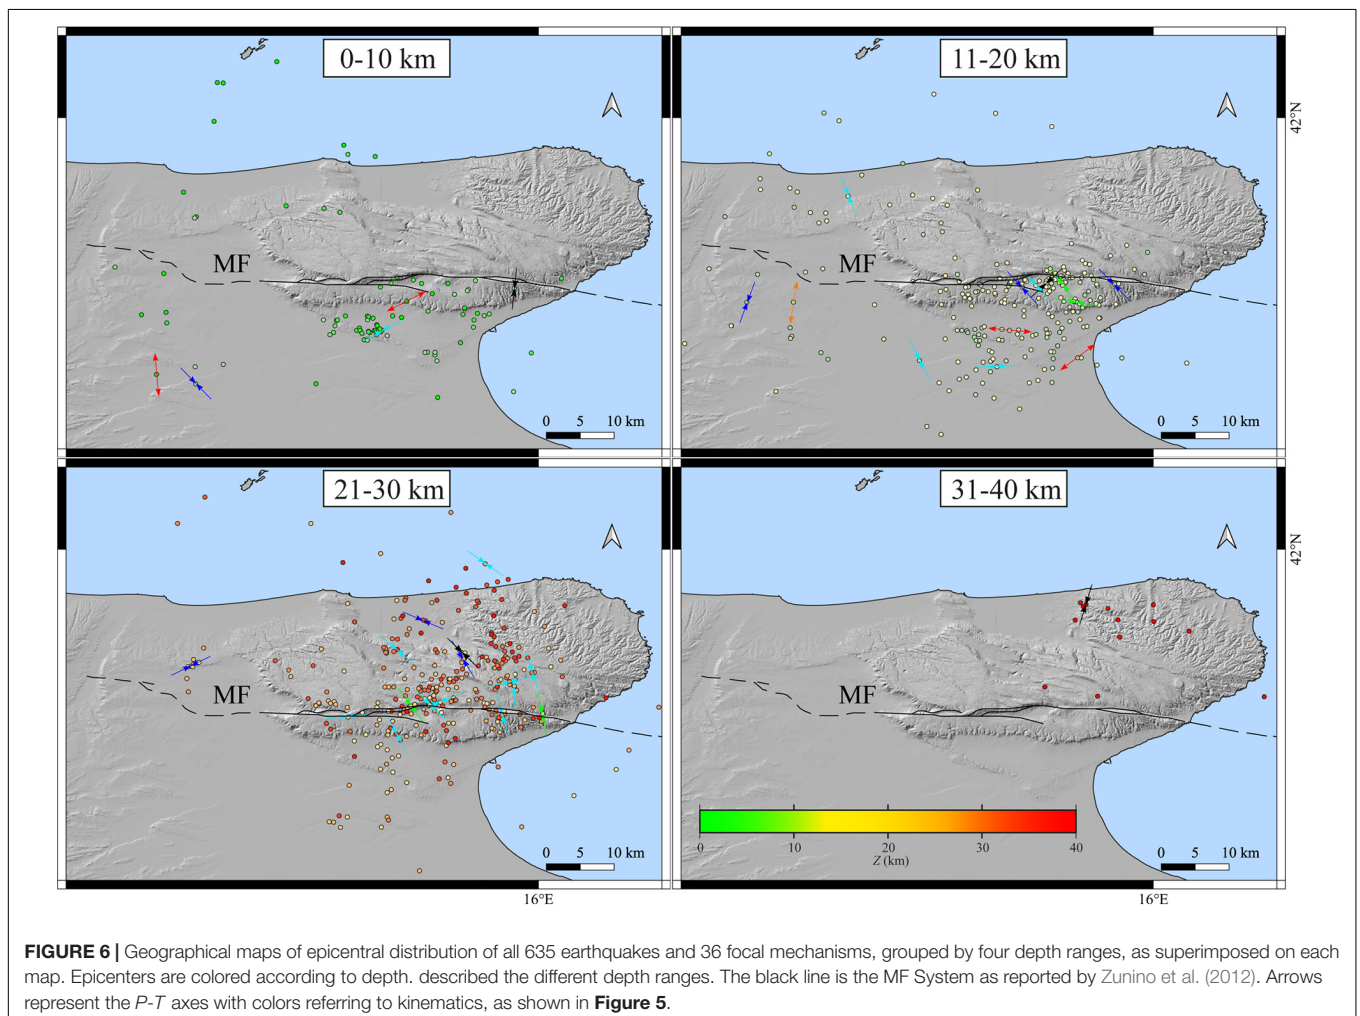 0-10 km
11-20 km
42°N
MF
MF
0 5 10 km
0 5 10 km
21-30 km
31-40 km
42°N
MF
MF
0 10 20 30 40
Z (km)
0 5 10 km
0 5 10 km
16°E
16°E
FIGURE 6 | Geographical maps of epicentral distribution of all 635 earthquakes and 36 focal mechanisms, grouped by four depth ranges, as superimposed on each
map. Epicenters are colored according to depth. described the different depth ranges. The black line is the MF System as reported by Zunino et al. (2012). Arrows
represent the P-T axes with colors referring to kinematics, as shown in Figure 5.